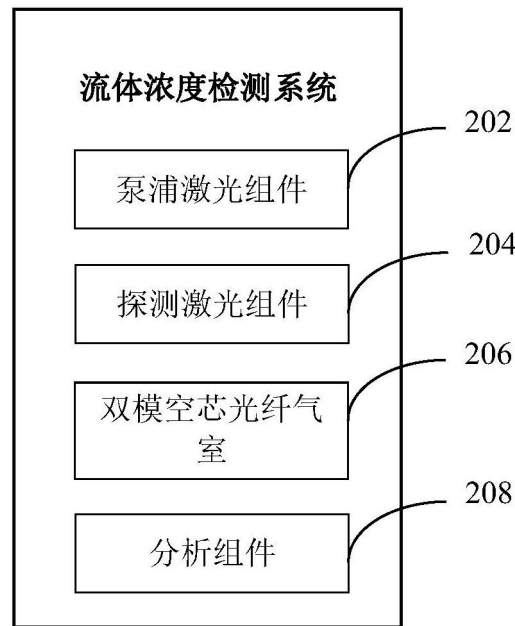 流体浓度检测系统
202
泵浦激光组件
204
探测激光组件
206
双模空芯光纤气
室
208
分析组件